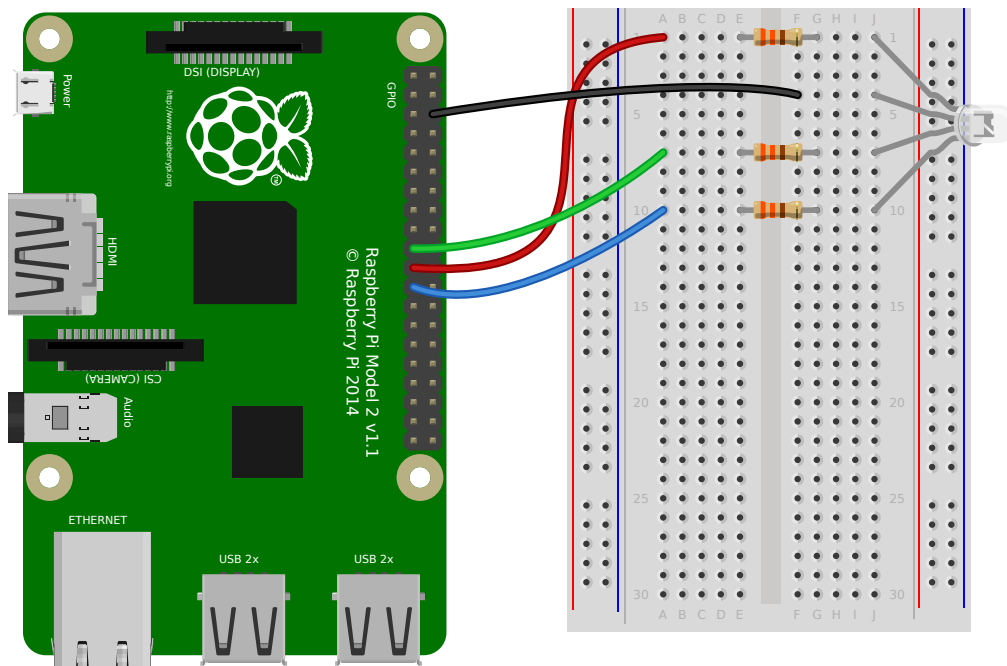 DSI (DISPLAY)
Power
GPIO
http://www.raspberrypi.org
TM
HDMI
Raspberry Pi Model 2 v1.1
© Raspberry Pi 2014
CSI (CAMERA)
Audio
ETHERNET
USB 2x
USB 2x
A B C D E F G H I J
1 1
5 5
10 10
15 15
20 20
25 25
30 30
A B C D E F G H I J